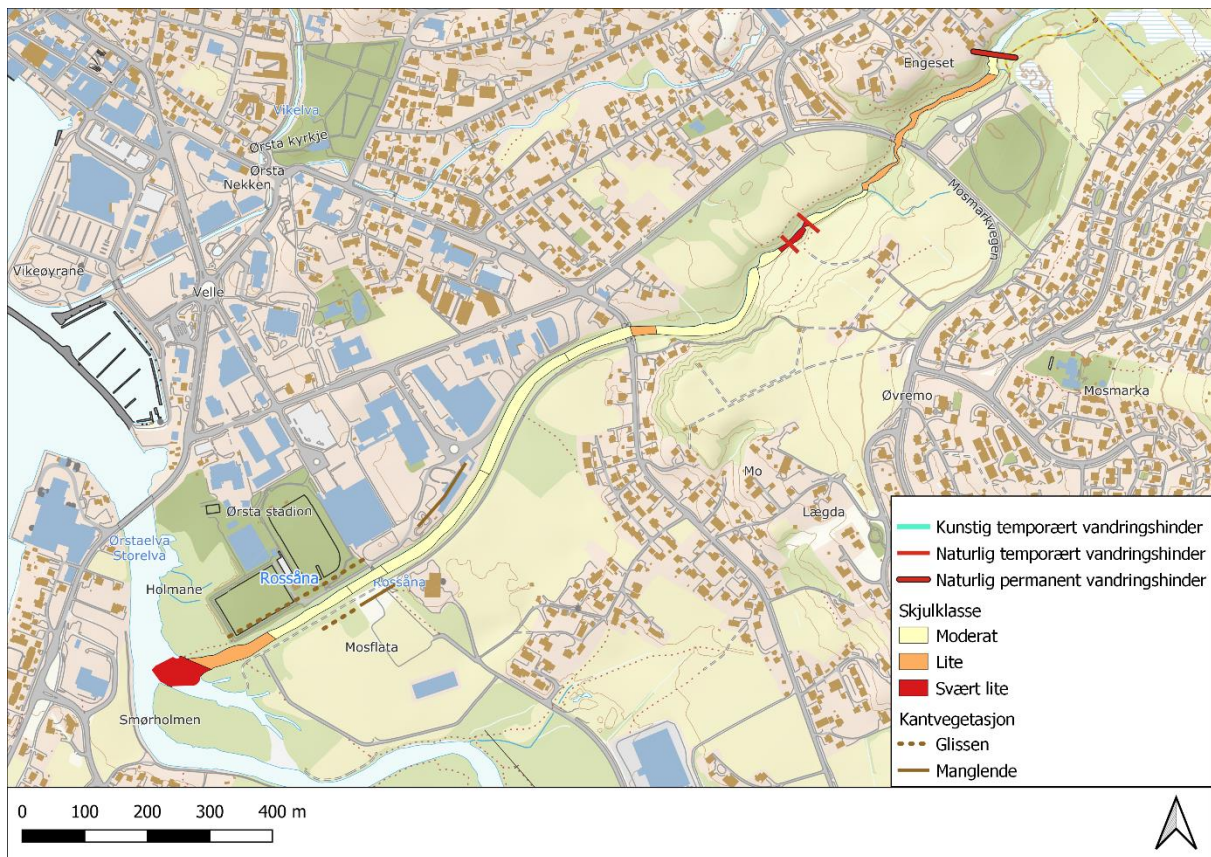 Engeset
Vikelva
Ørsta kyrkje
Ørsta
Nekken
Mosmarkvegen
Vikeøyrane
Velle
Øvremo
Mosmarka
Mo
Lægda
Ørsta stadion
Ørstaelva
Storelva
Rossåna
Rossåna
Holmane
Mosflata
Smørholmen
Kunstig temporært vandringshinder
Naturlig temporært vandringshinder
Naturlig permanent vandringshinder
Skjulklasse
Moderat
Lite
Svært lite
Kantvegetasjon
Glissen
Manglende
0 100 200 300 400 m